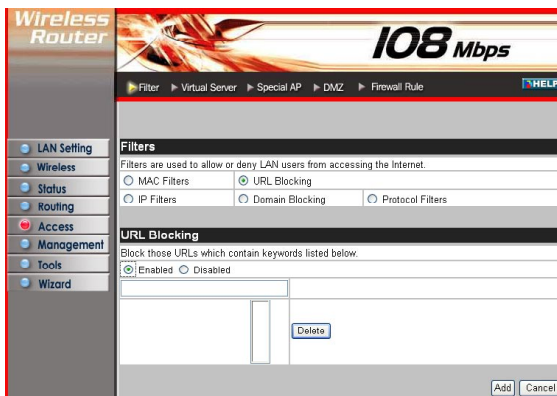 Wireless
Router
108 Mbps
Filter Virtual Server Special AP DMZ Firewall Rule HELP
LAN Setting
Wireless
Status
Routing
Access
Management
Tools
Wizard
Filters
Filters are used to allow or deny LAN users from accessing the Internet.
MAC Filters URL Blocking
IP Filters Domain Blocking Protocol Filters
URL Blocking
Block those URLs which contain keywords listed below.
Enabled Disabled
Delete
Add Cancel